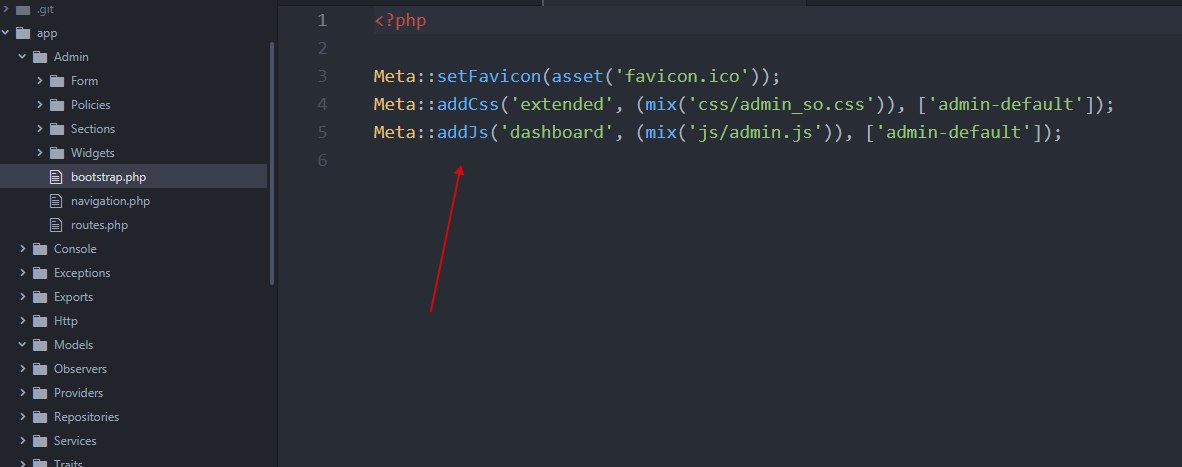 .git
app
Admin
Form
Policies
Sections
Widgets
bootstrap.php
navigation.php
routes.php
Console
Exceptions
Exports
Http
Models
Observers
Providers
Repositories
Services
Traits
1 <?php
2
3 Meta::setFavicon(asset('favicon.ico'));
4 Meta::addCss('extended', (mix('css/admin_so.css')), ['admin-default']);
5 Meta::addJs('dashboard', (mix('js/admin.js')), ['admin-default']);
6